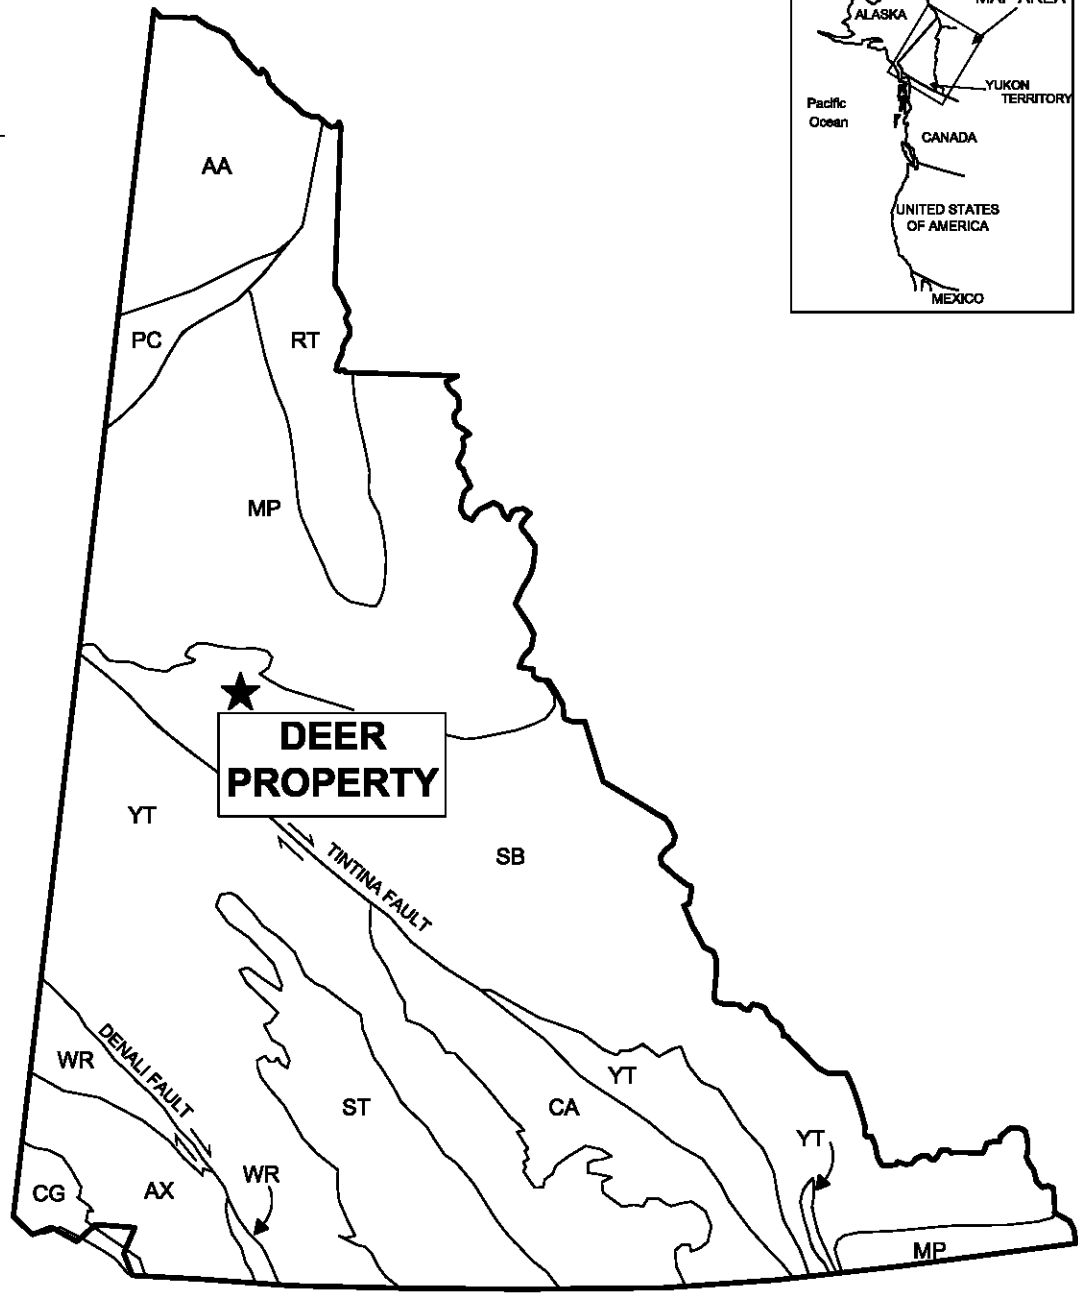 MAP AREA
ALASKA
YUKON
TERRITORY
Pacific
Ocean
CANADA
UNITED STATES
OF AMERICA
MEXICO
AA
PC
RT
MP
DEER
PROPERTY
YT
SB
TINTINA FAULT
DENALI FAULT
WR
YT
ST
CA
YT
WR
CG
AX
MP